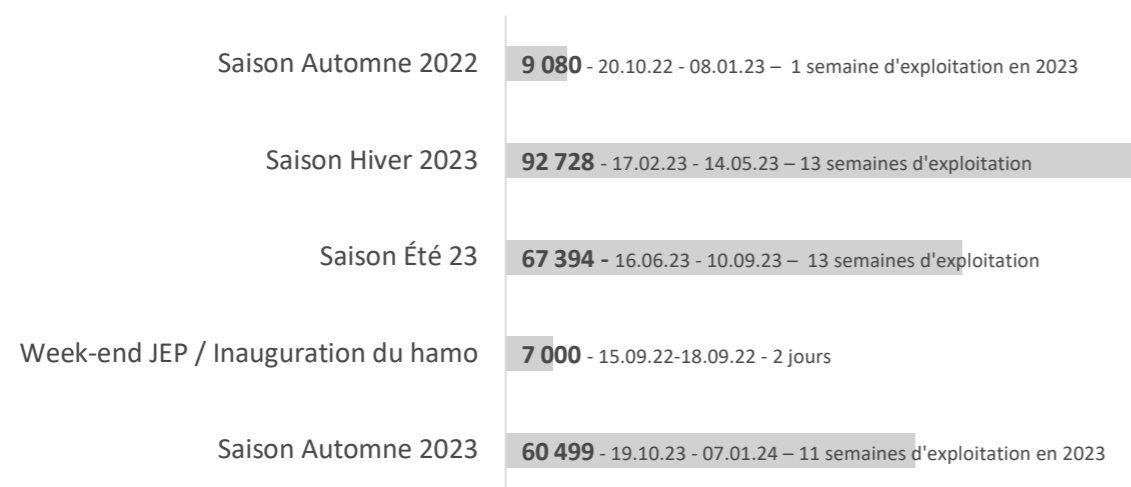 Saison Automne 2022 9 080 - 20.10.22 - 08.01.23 – 1 semaine d'exploitation en 2023
Saison Hiver 2023 92 728 - 17.02.23 - 14.05.23 – 13 semaines d'exploitation
Saison Été 23 67 394 - 16.06.23 - 10.09.23 – 13 semaines d'exploitation
Week-end JEP / Inauguration du hamo 7 000 - 15.09.22-18.09.22 - 2 jours
Saison Automne 2023 60 499 - 19.10.23 - 07.01.24 – 11 semaines d'exploitation en 2023